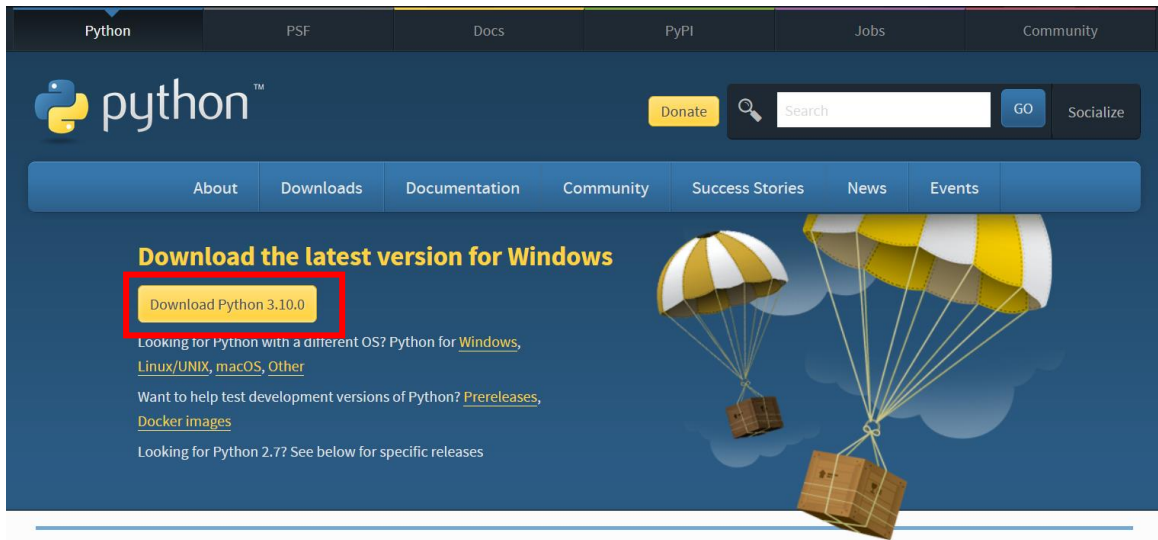 Python PSF Docs PyPI Jobs Community
python™
Donate Search GO Socialize
About Downloads Documentation Community Success Stories News Events
Download the latest version for Windows
Download Python 3.10.0
Looking for Python with a different OS? Python for Windows,
Linux/UNIX, macOS, Other
Want to help test development versions of Python? Prereleases,
Docker images
Looking for Python 2.7? See below for specific releases